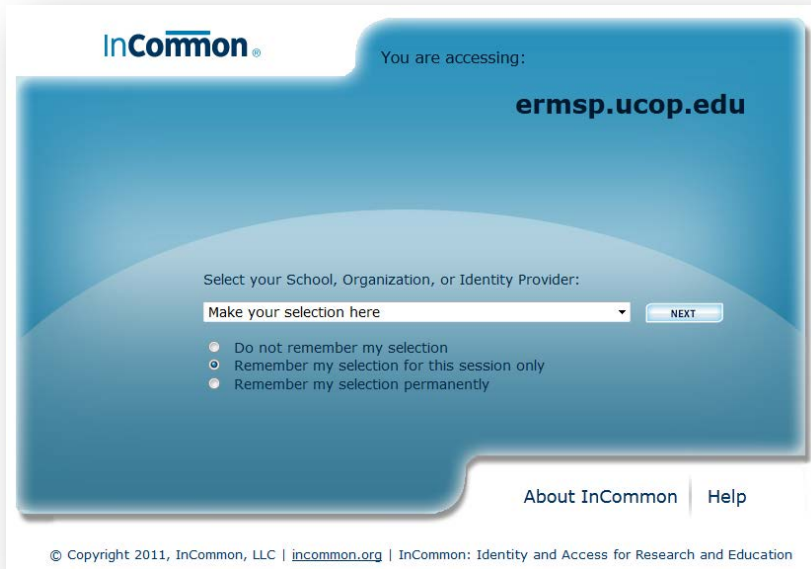 InCommon®
You are accessing:
ermsp.ucop.edu
Select your School, Organization, or Identity Provider:
Make your selection here
NEXT
Do not remember my selection
Remember my selection for this session only
Remember my selection permanently
About InCommon | Help
© Copyright 2011, InCommon, LLC | incommon.org | InCommon: Identity and Access for Research and Education